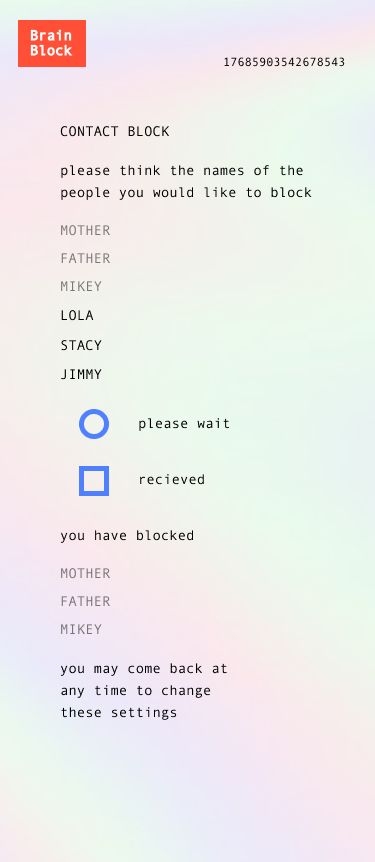 Brain
Block
17685903542678543
CONTACT BLOCK
please think the names of the
people you would like to block
MOTHER
FATHER
MIKEY
LOLA
STACY
JIMMY
please wait
recieved
you have blocked
MOTHER
FATHER
MIKEY
you may come back at
any time to change
these settings